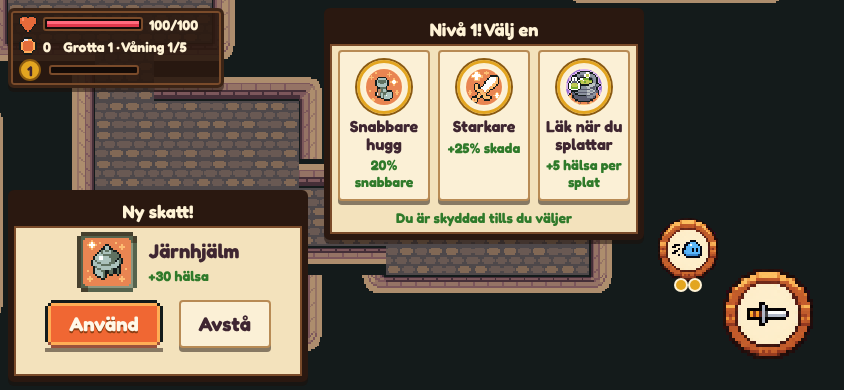 100/100
0 Grotta 1 · Våning 1/5
1
Nivå 1! Välj en
Snabbare
hugg
20%
snabbare
Starkare
+25% skada
Läk när du
splattar
+5 hälsa per
splat
Du är skyddad tills du väljer
Ny skatt!
Järnhjälm
+30 hälsa
Använd
Avstå